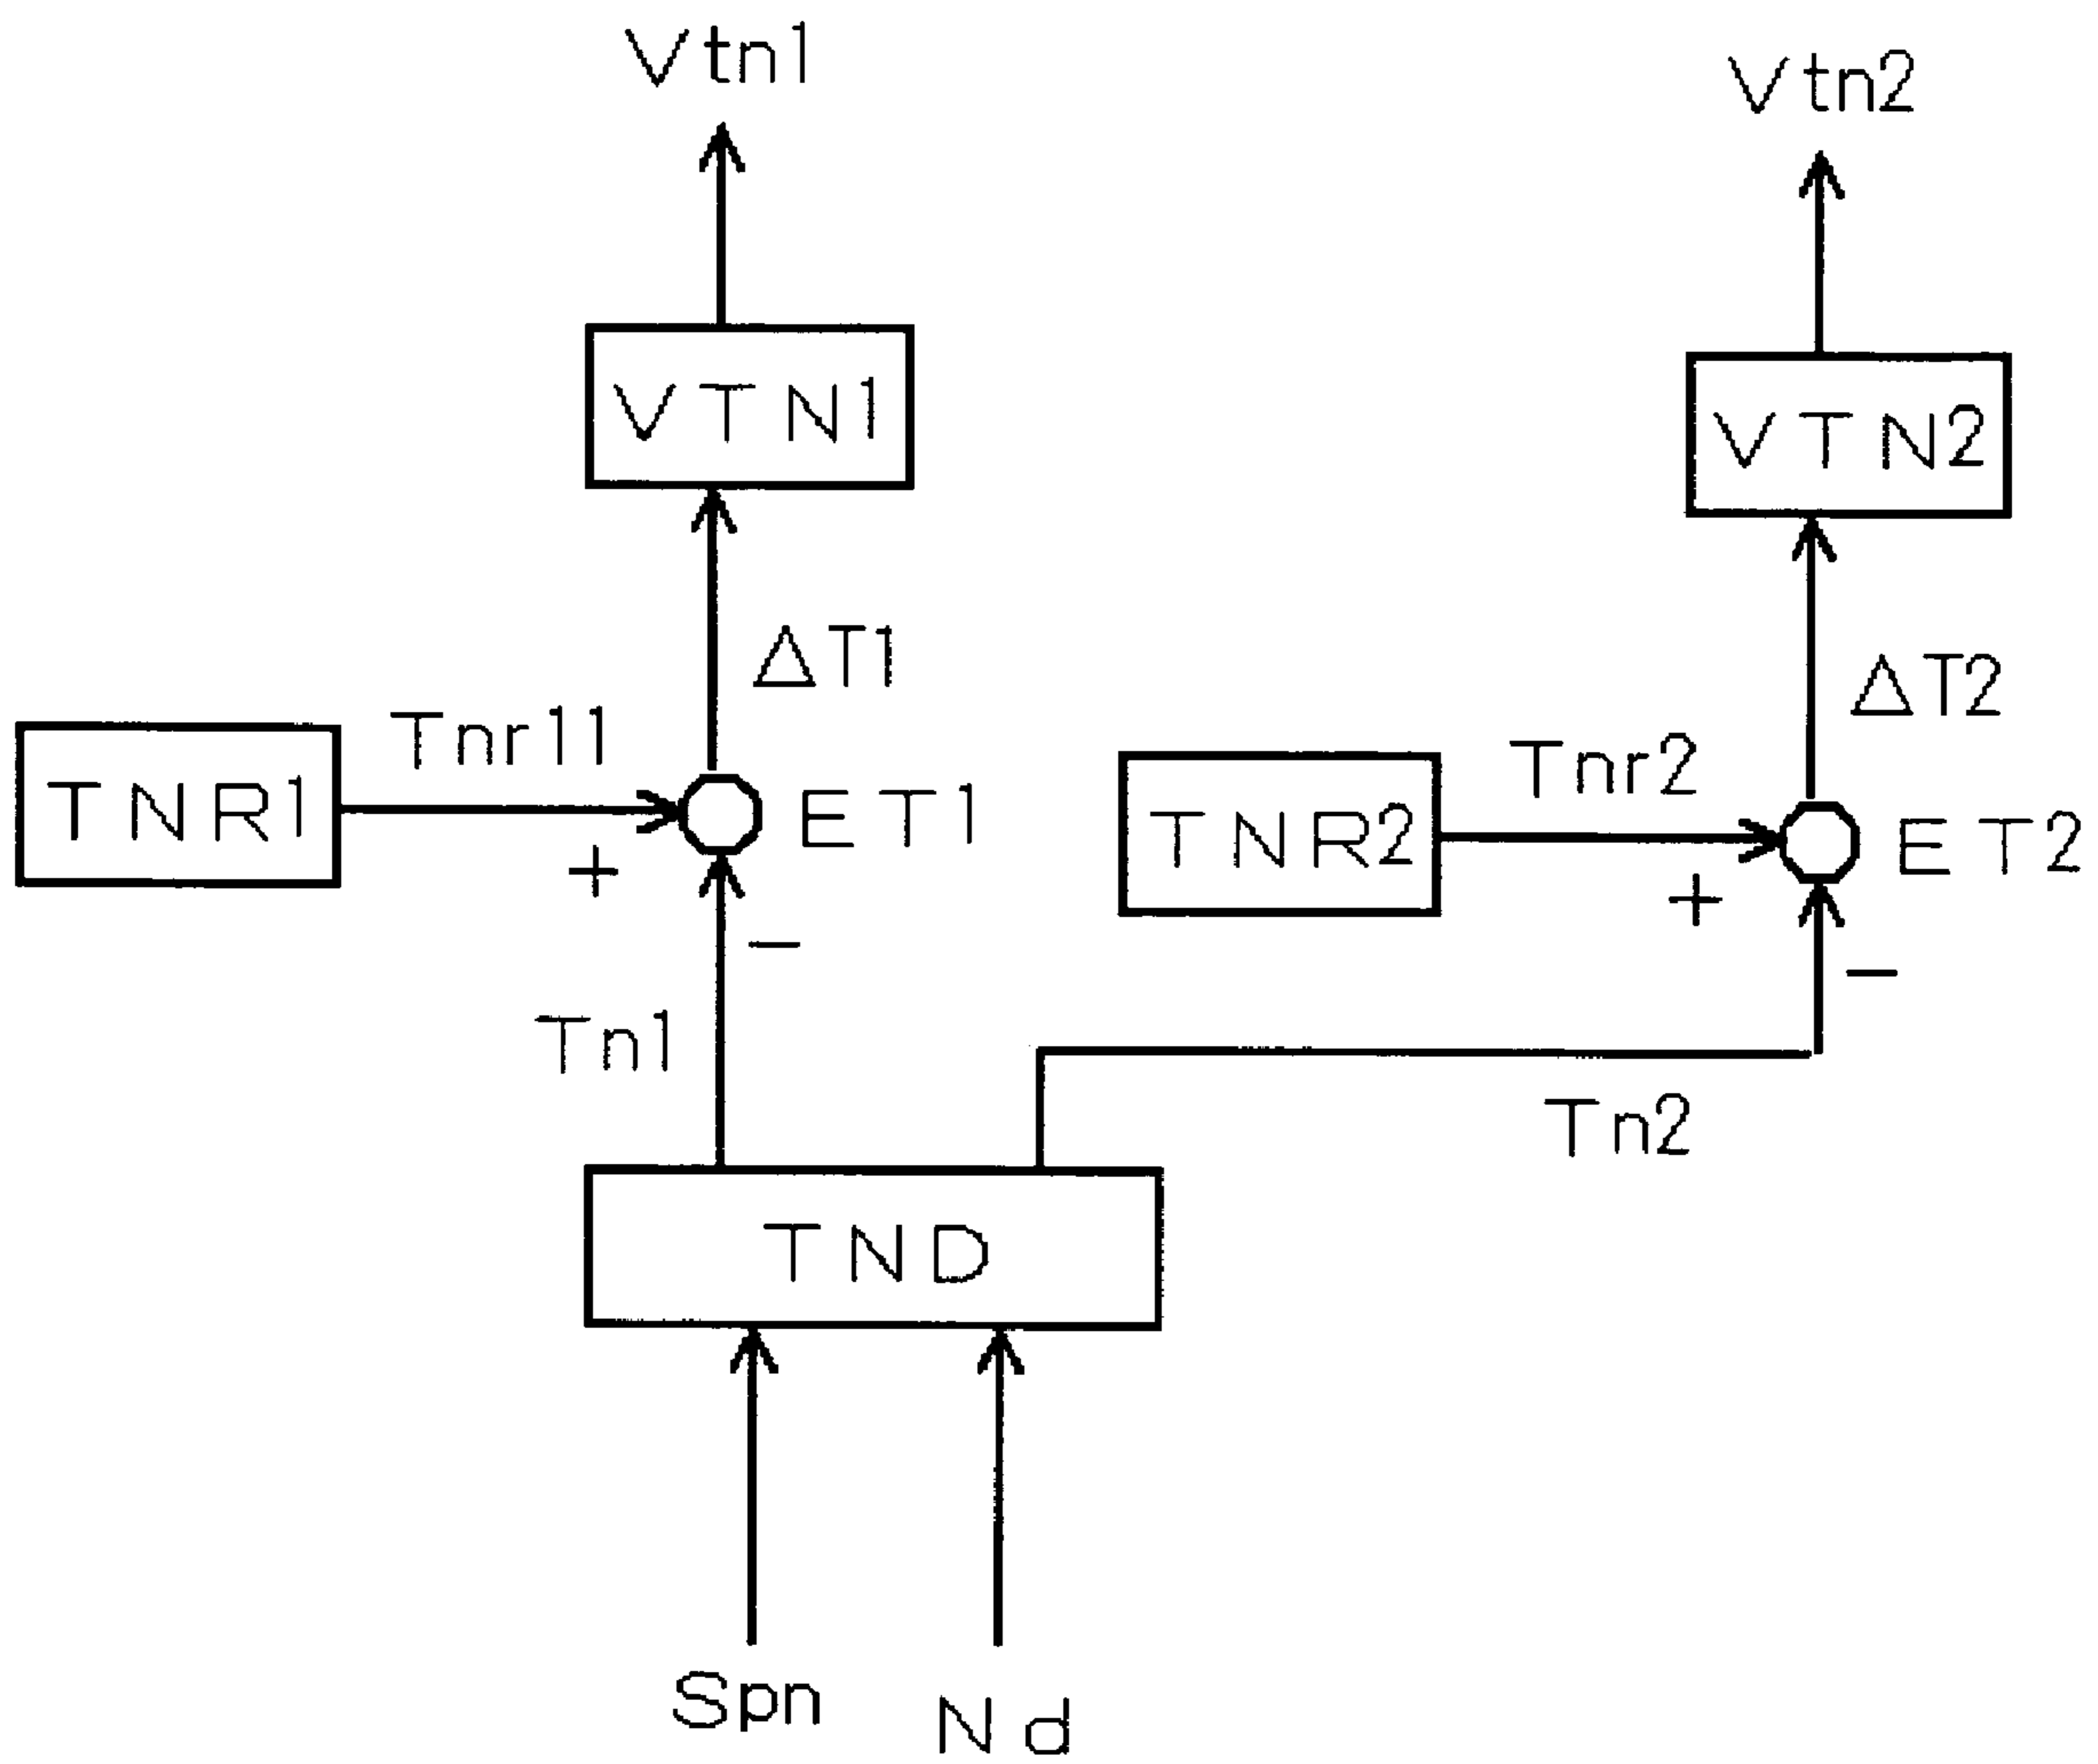 Vtn1
Vtn2
VTN1
VTN2
ΔT1
ΔT2
Tnr11
Tnr2
TNR1
ET1
TNR2
ET2
+
−
+
−
Tn1
Tn2
TND
Spn
Nd